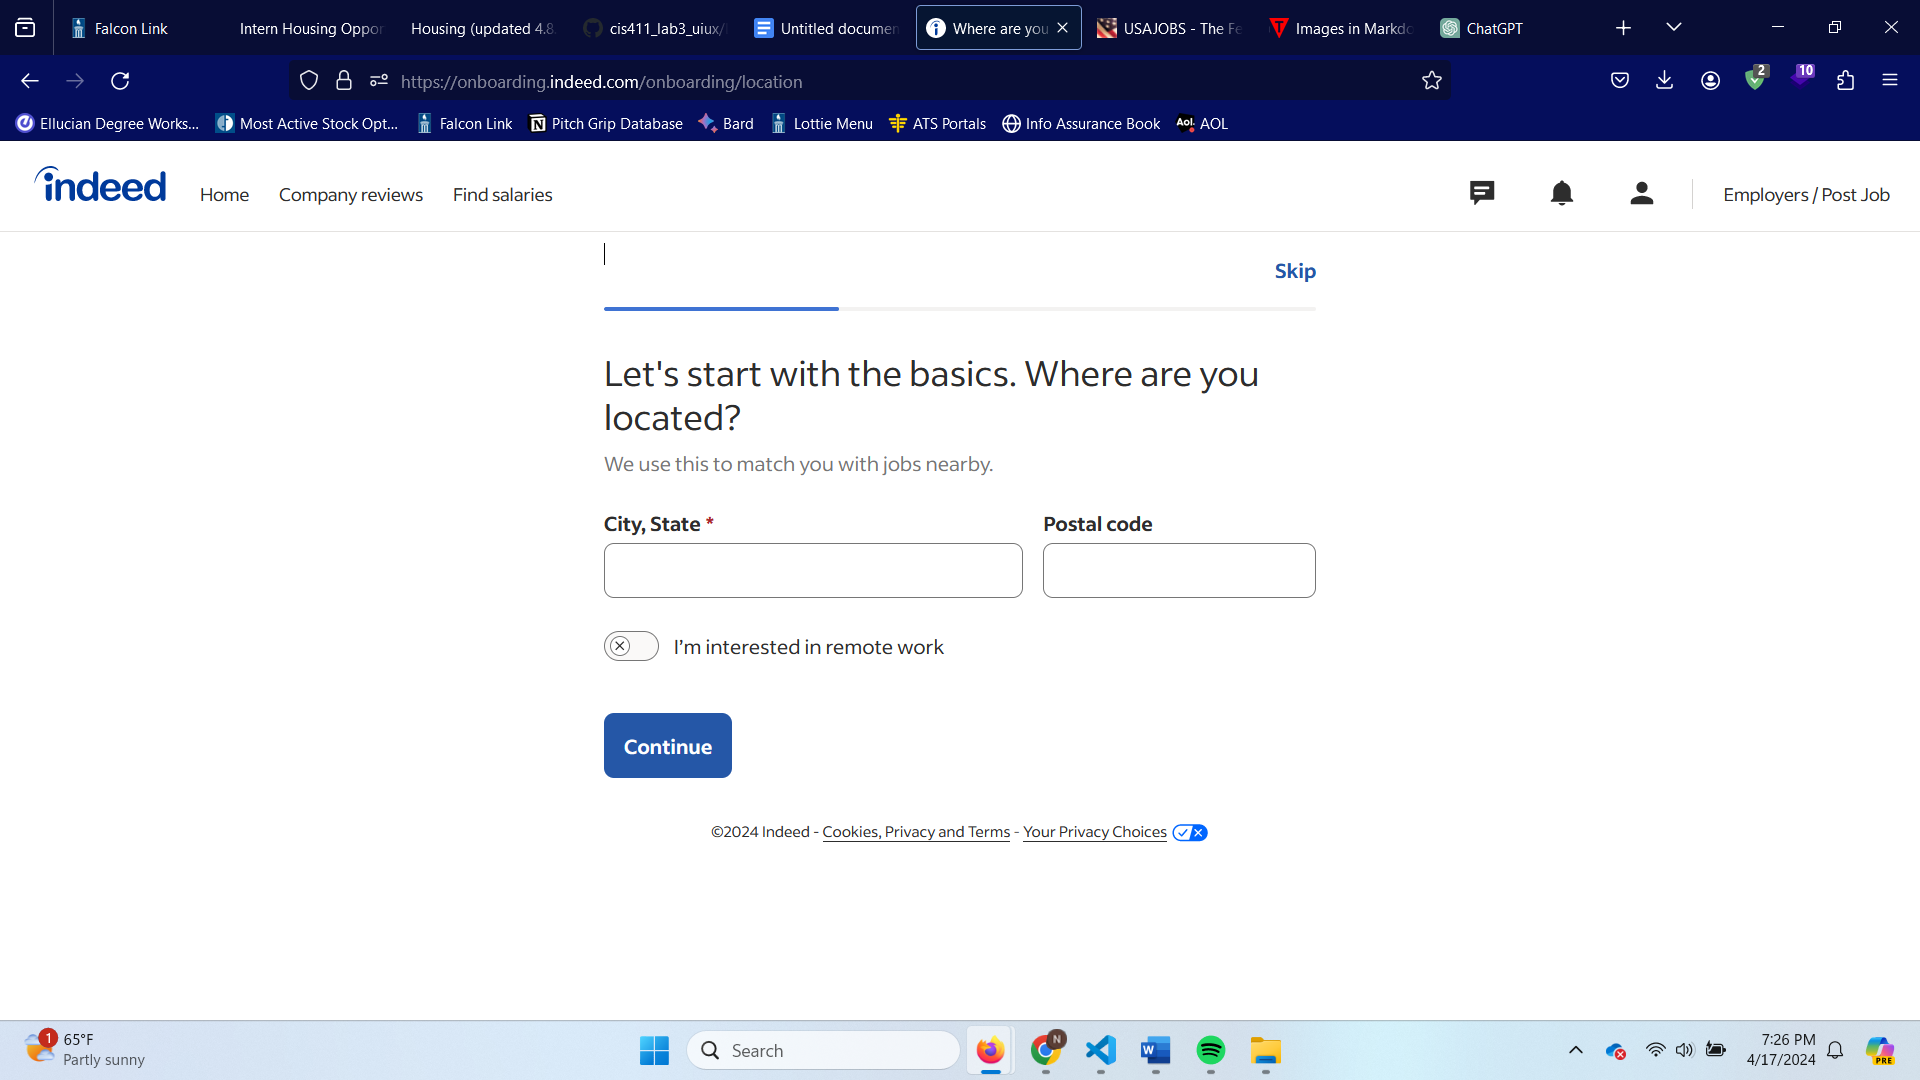 Falcon Link
Intern Housing Oppor
Housing (updated 4.8.
cis411_lab3_uiux/
Untitled documen
Where are you
USAJOBS - The Fe
Images in Markdo
ChatGPT
https://onboarding.indeed.com/onboarding/location
2
10
Ellucian Degree Works...
Most Active Stock Opt...
Falcon Link
Pitch Grip Database
Bard
Lottie Menu
ATS Portals
Info Assurance Book
Aol.
AOL
indeed
Home
Company reviews
Find salaries
Employers / Post Job
Skip
Let's start with the basics. Where are you
located?
We use this to match you with jobs nearby.
City, State *
Postal code
I'm interested in remote work
Continue
©2024 Indeed - Cookies, Privacy and Terms - Your Privacy Choices
1
65°F
Partly sunny
Search
N
W
7:26 PM
4/17/2024
PRE